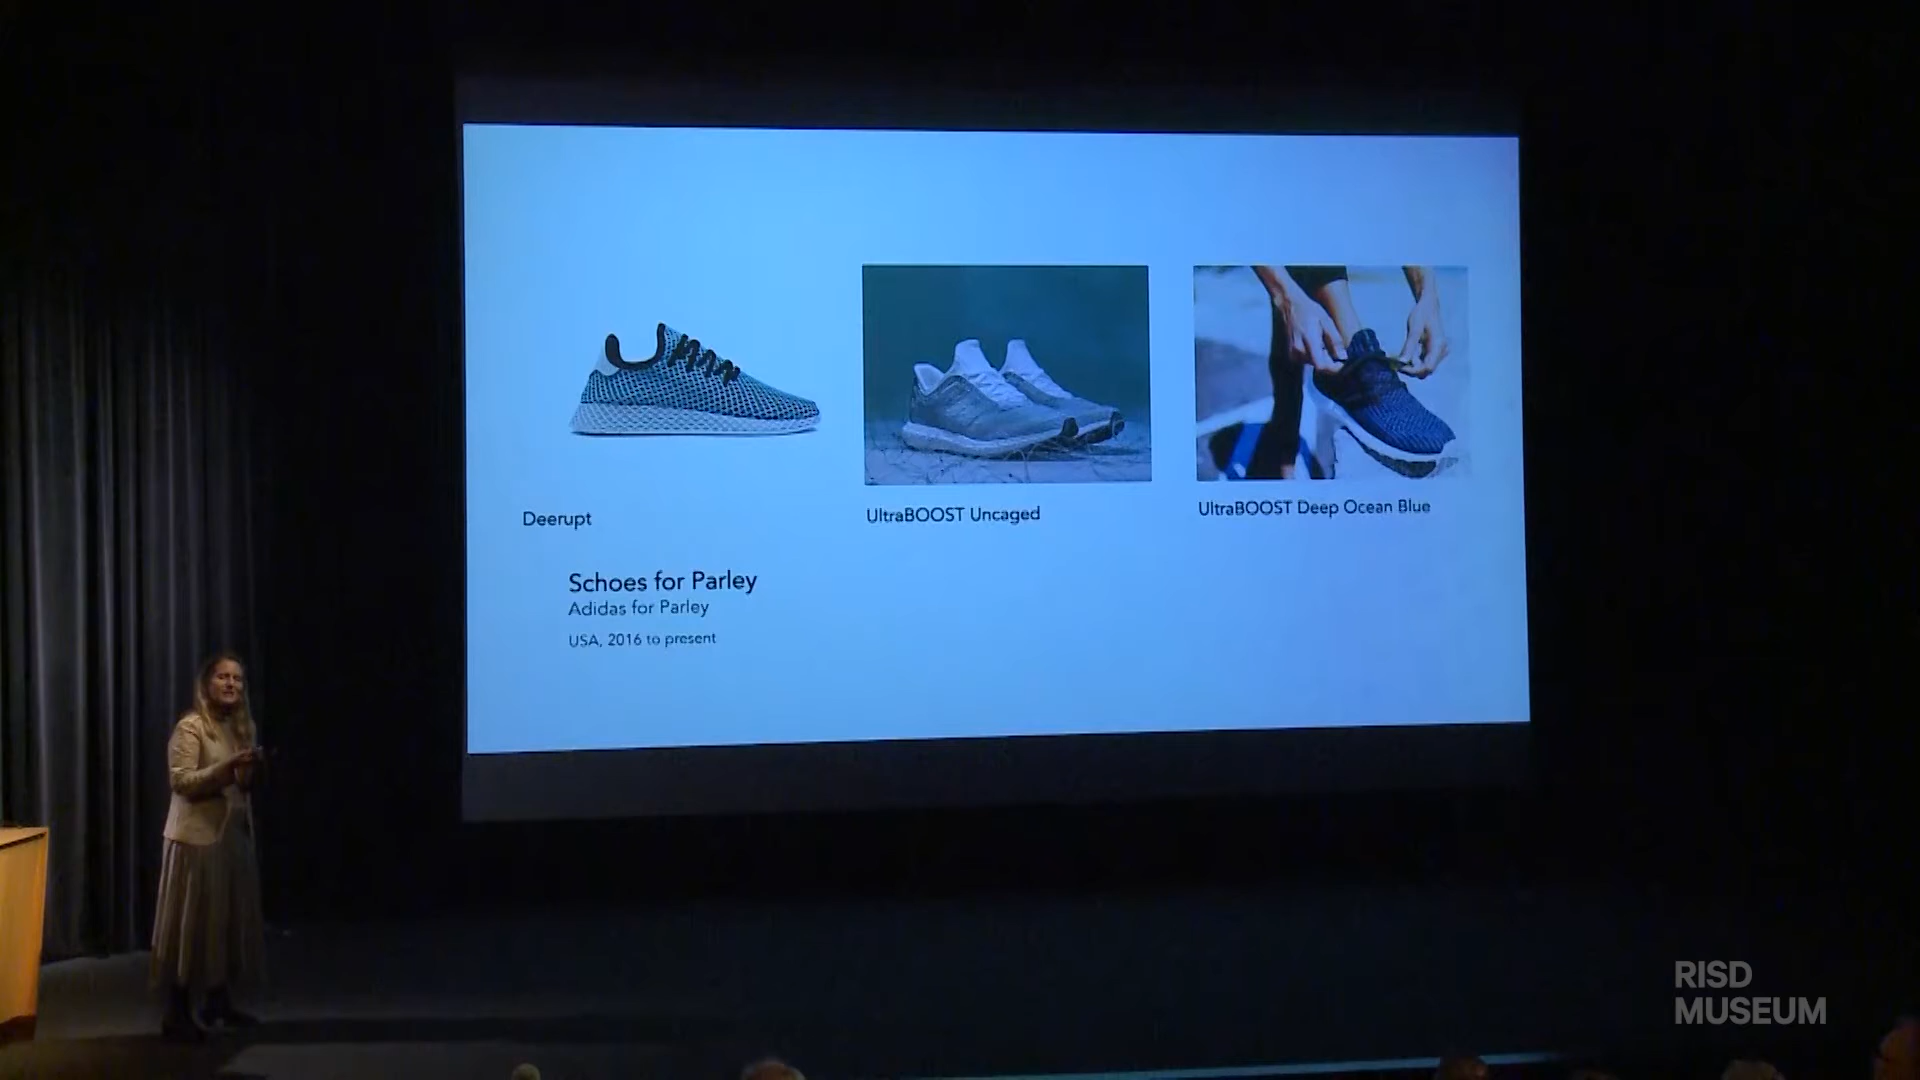 Deerupt
UltraBOOST Uncaged
UltraBOOST Deep Ocean Blue
Schoes for Parley
Adidas for Parley
USA, 2016 to present
RISD
MUSEUM